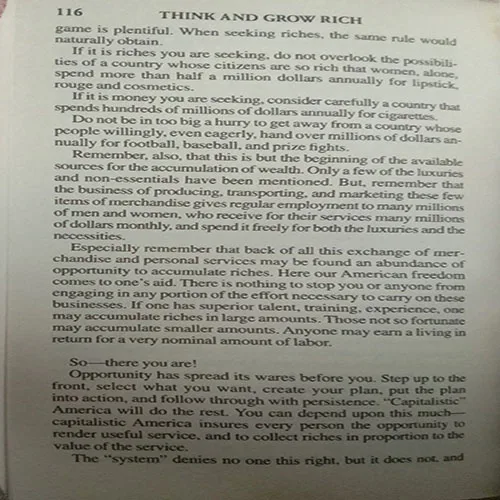 116
THINK AND GROW RICH
game is plentiful. When seeking riches, the same rule would
naturally obtain.
If it is riches you are seeking, do not overlook the possibili-
ties of a country whose citizens are so rich that women, alone,
spend more than half a million dollars annually for lipstick,
rouge and cosmetics.
If it is money you are seeking, consider carefully a country that
spends hundreds of millions of dollars annually for cigarettes.
Do not be in too big a hurry to get away from a country whose
people willingly, even eagerly, hand over millions of dollars an-
nually for football, baseball, and prize fights.
Remember, also, that this is but the beginning of the available
sources for the accumulation of wealth. Only a few of the luxuries
and non-essentials have been mentioned. But, remember that
the business of producing, transporting, and marketing these few
items of merchandise gives regular employment to many millions
of men and women, who receive for their services many millions
of dollars monthly, and spend it freely for both the luxuries and the
necessities.
Especially remember that back of all this exchange of mer-
chandise and personal services may be found an abundance of
opportunity to accumulate riches. Here our American freedom
comes to one's aid. There is nothing to stop you or anyone from
engaging in any portion of the effort necessary to carry on these
businesses. If one has superior talent, training, experience, one
may accumulate riches in large amounts. Those not so fortunate
may accumulate smaller amounts. Anyone may earn a living in
return for a very nominal amount of labor.
So—there you are!
Opportunity has spread its wares before you. Step up to the
front, select what you want, create your plan, put the plan
into action, and follow through with persistence. "Capitalistic"
America will do the rest. You can depend upon this much—
capitalistic America insures every person the opportunity to
render useful service, and to collect riches in proportion to the
value of the service.
The "system" denies no one this right, but it does not, and